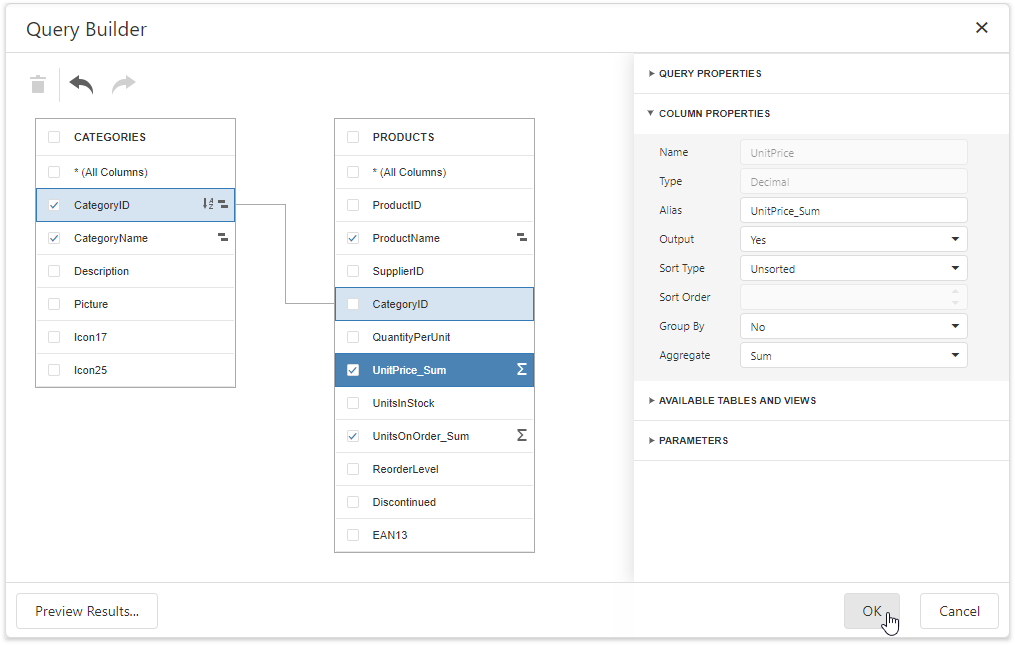 Query Builder
CATEGORIES
* (All Columns)
CategoryID
CategoryName
Description
Picture
Icon17
Icon25
PRODUCTS
* (All Columns)
ProductID
ProductName
SupplierID
CategoryID
QuantityPerUnit
UnitPrice_Sum
UnitsInStock
UnitsOnOrder_Sum
ReorderLevel
Discontinued
EAN13
QUERY PROPERTIES
COLUMN PROPERTIES
Name UnitPrice
Type Decimal
Alias UnitPrice_Sum
Output Yes
Sort Type Unsorted
Sort Order
Group By No
Aggregate Sum
AVAILABLE TABLES AND VIEWS
PARAMETERS
Preview Results...
OK
Cancel